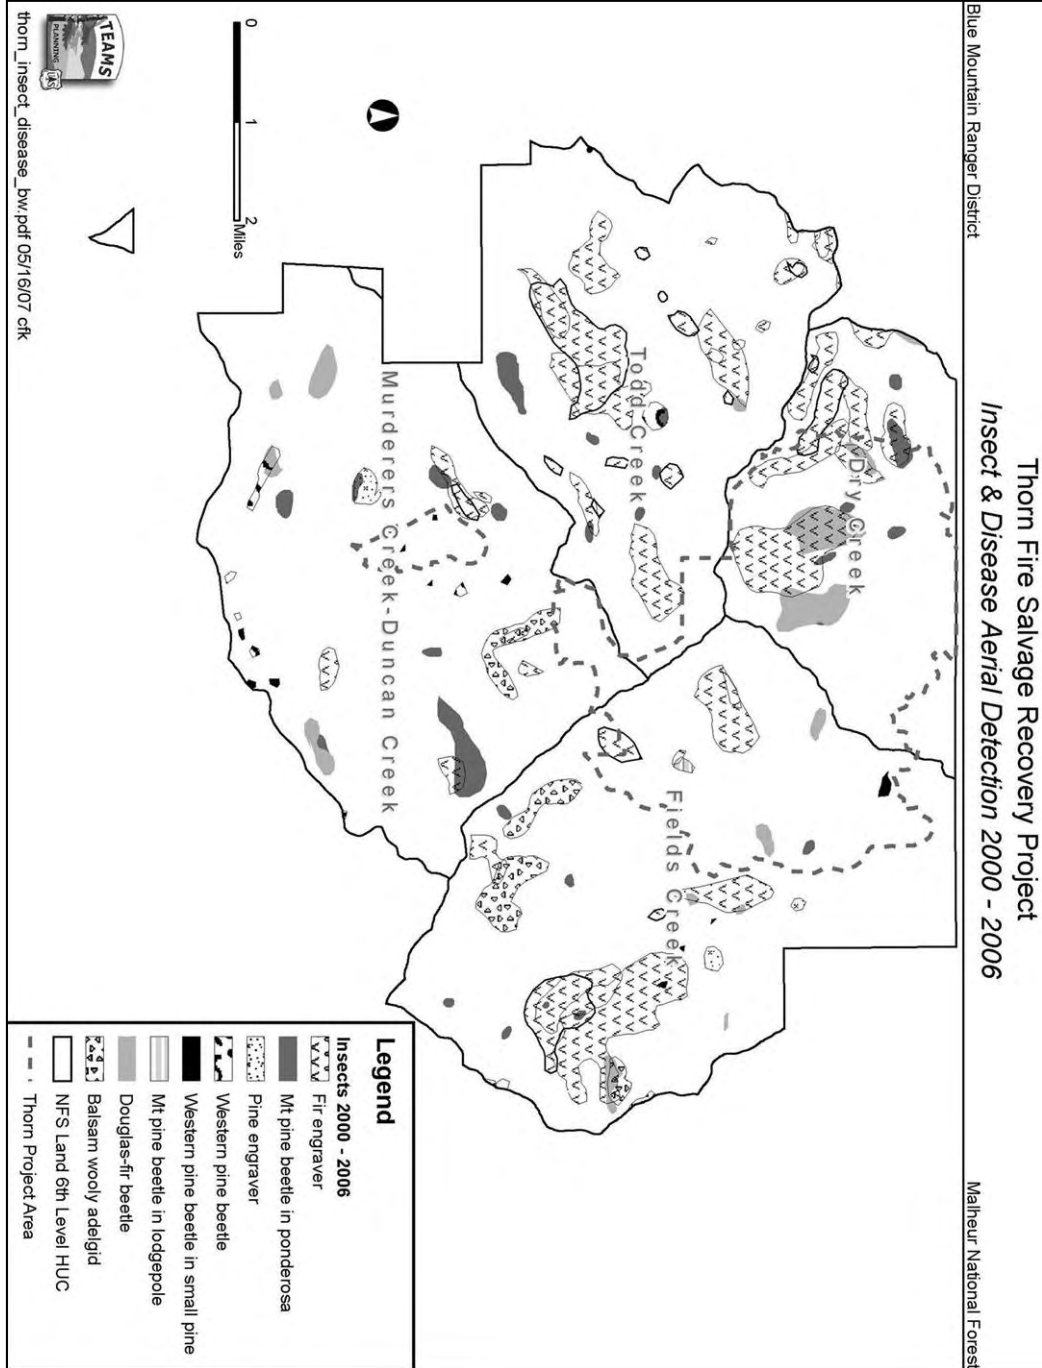 Thorn Fire Salvage Recovery Project
Insect & Disease Aerial Detection 2000 - 2006
Blue Mountain Ranger District
Malheur National Forest
Dry Creek
Todd Creek
Fields Creek
Murderers Creek-Duncan Creek
0 1 2
Miles
Legend
Insects 2000 - 2006
Fir engraver
Mt pine beetle in ponderosa
Pine engraver
Western pine beetle
Western pine beetle in small pine
Mt pine beetle in lodgepole
Douglas-fir beetle
Balsam wooly adelgid
NFS Land 6th Level HUC
Thorn Project Area
TEAMS
PLANNING
thorn_insect_disease_bw.pdf 05/16/07 cfk